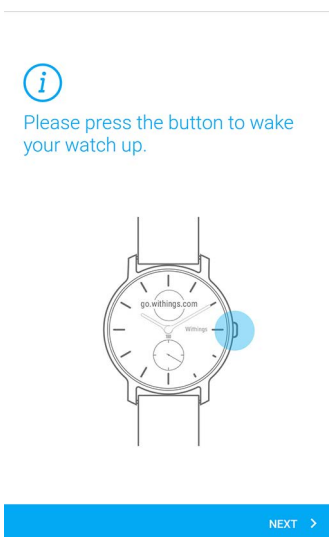 i
Please press the button to wake
your watch up.
go.withings.com
Withings
NEXT >